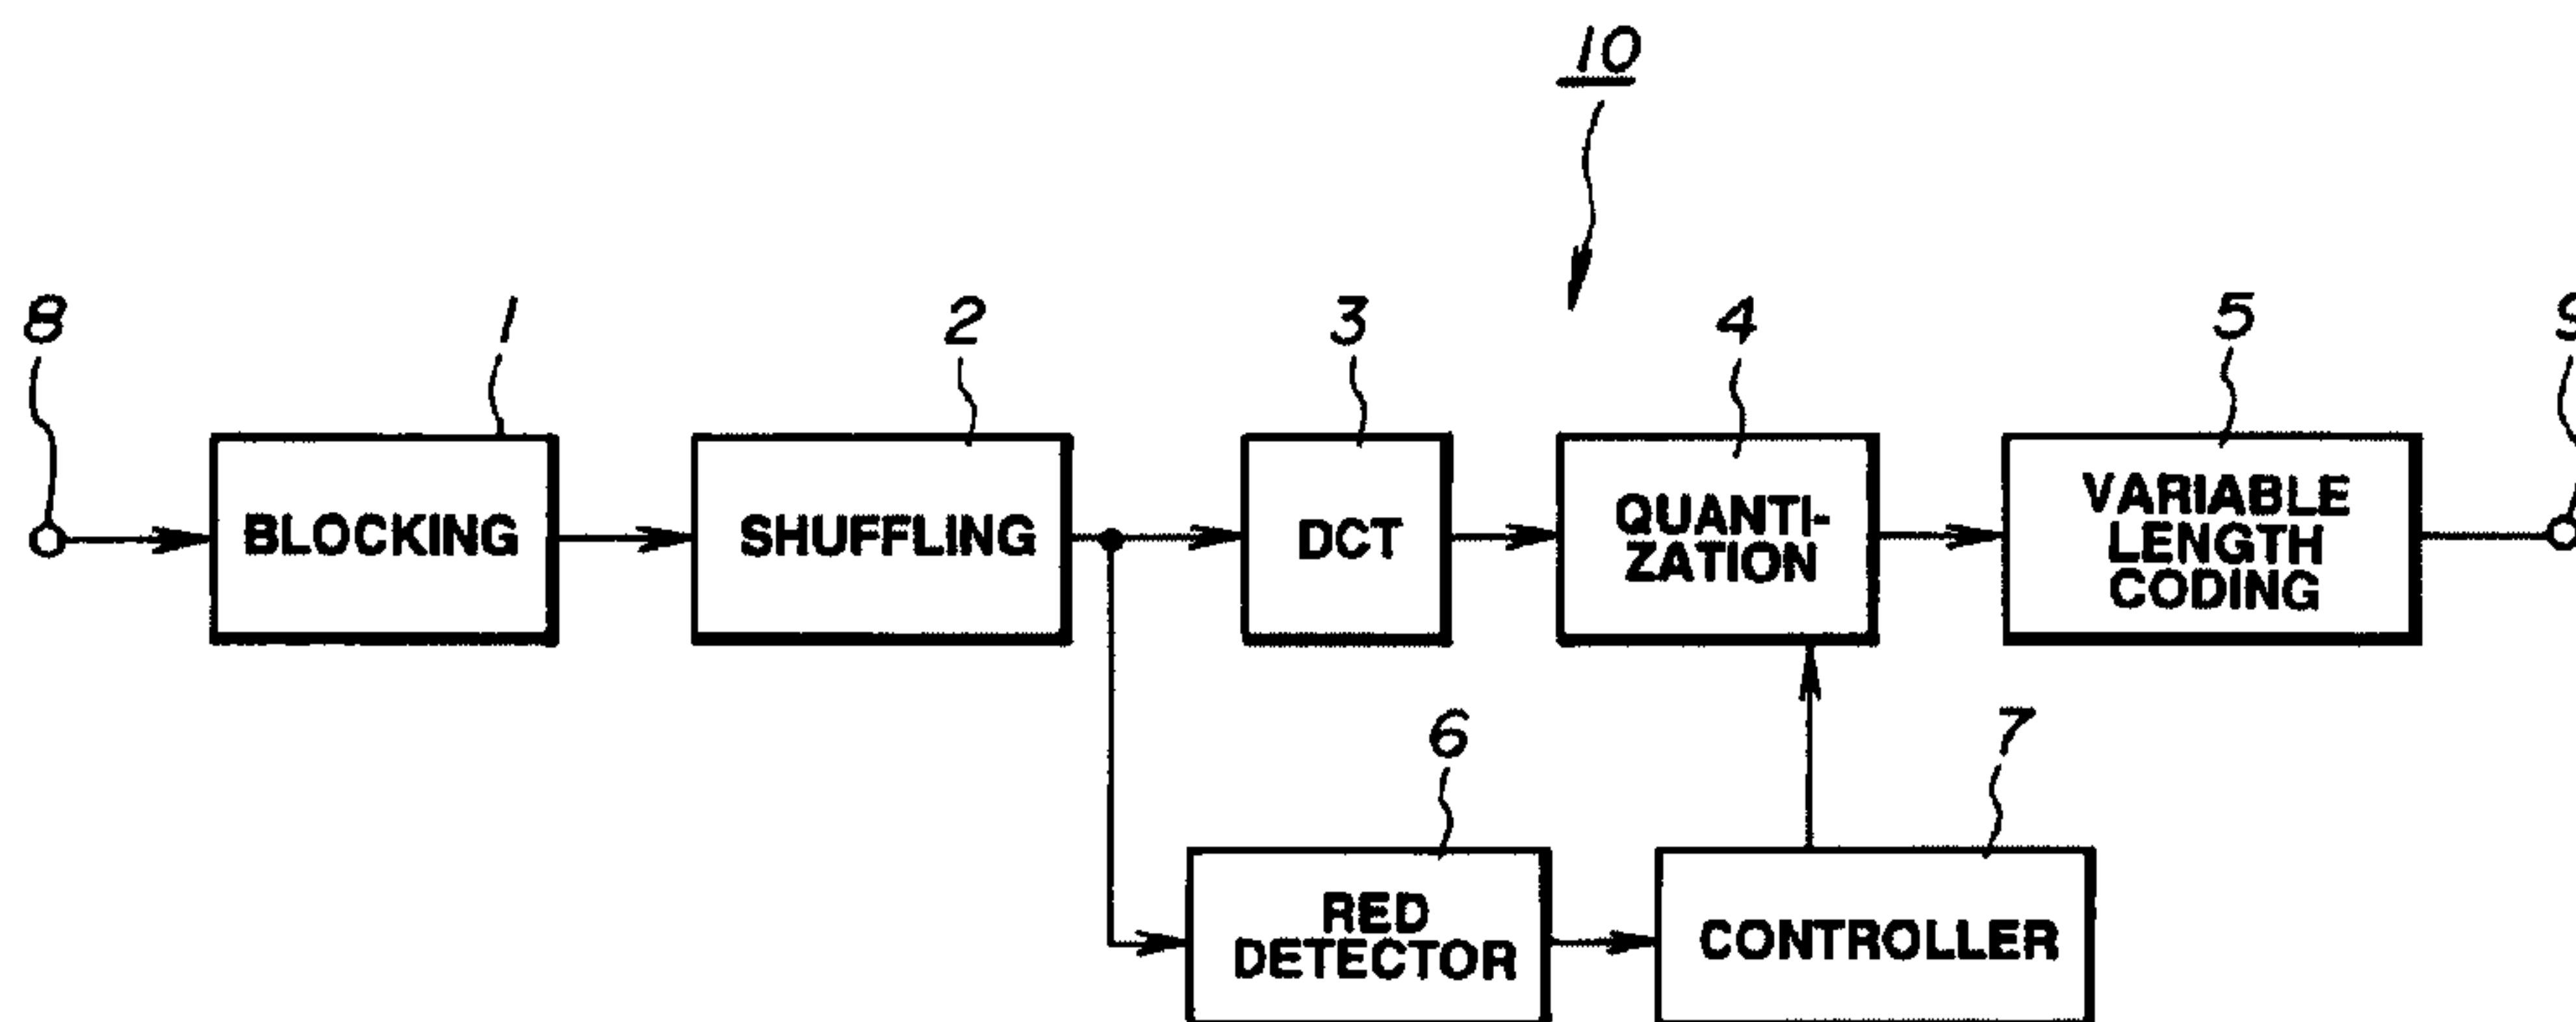 10
8
1
2
3
4
5
9
BLOCKING
SHUFFLING
DCT
QUANTI-
ZATION
VARIABLE
LENGTH
CODING
6
7
RED
DETECTOR
CONTROLLER